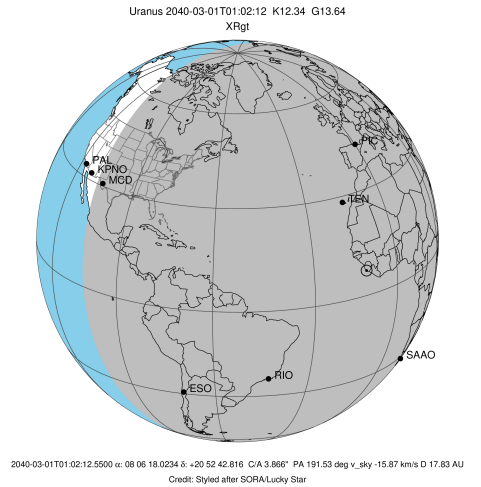 Uranus 2040-03-01T01:02:12  K12.34  G13.64
XRgt
PIC
PAL
KPNO
MCD
TEN
SAAO
RIO
ESO
2040-03-01T01:02:12.5500 α: 08 06 18.0234 δ: +20 52 42.816  C/A 3.866"  PA 191.53 deg v_sky -15.87 km/s D 17.83 AU
Credit: Styled after SORA/Lucky Star